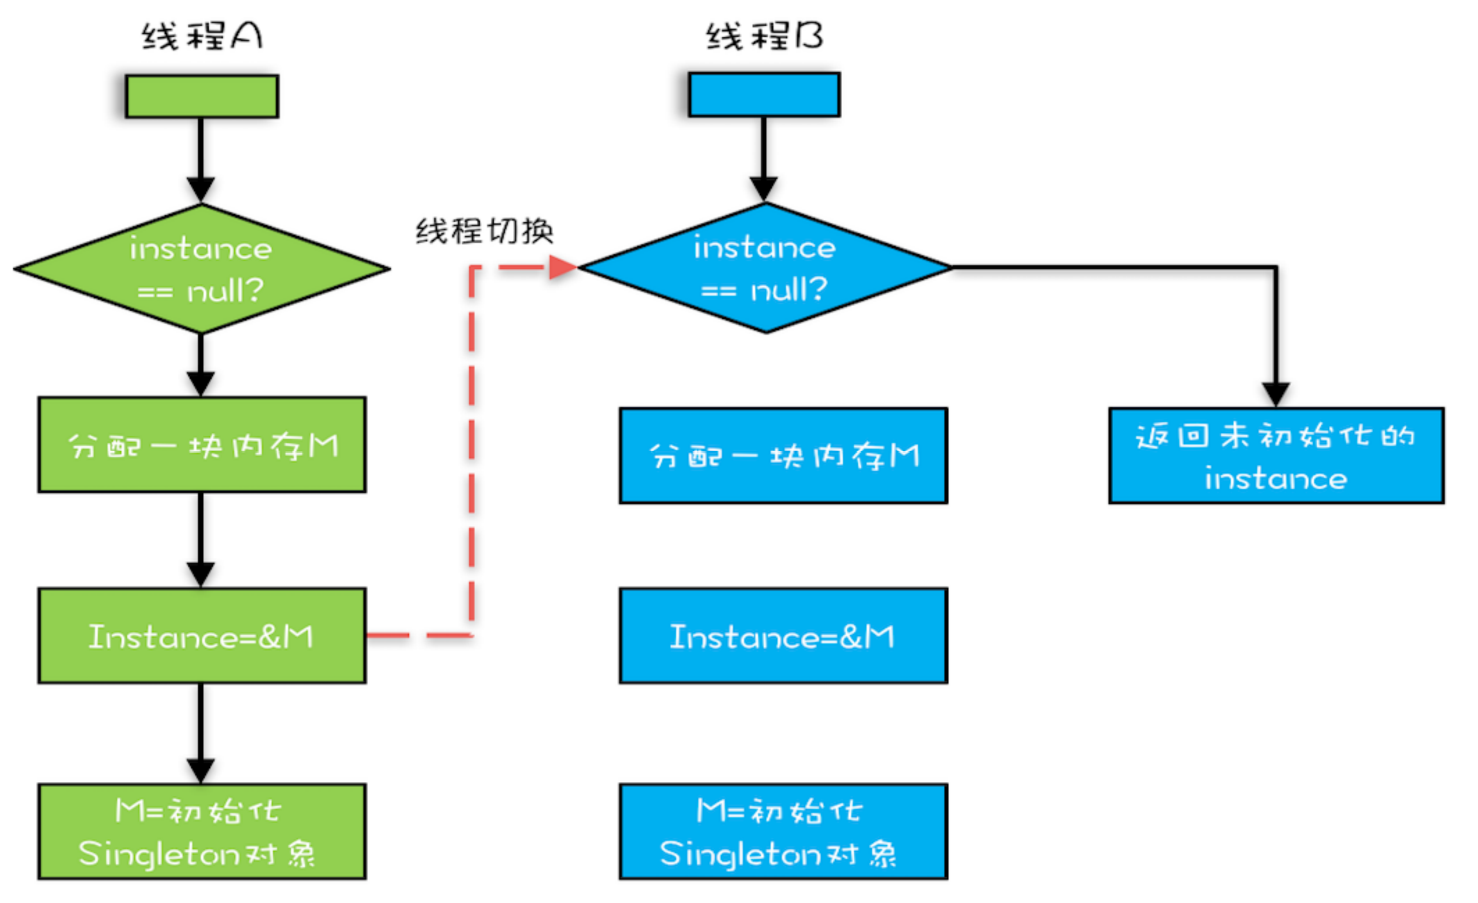 线程A
instance
== null?
分配一块内存M
Instance=&M
M=初始化
Singleton对象
线程切换
线程B
instance
== null?
分配一块内存M
Instance=&M
M=初始化
Singleton对象
返回未初始化的
instance